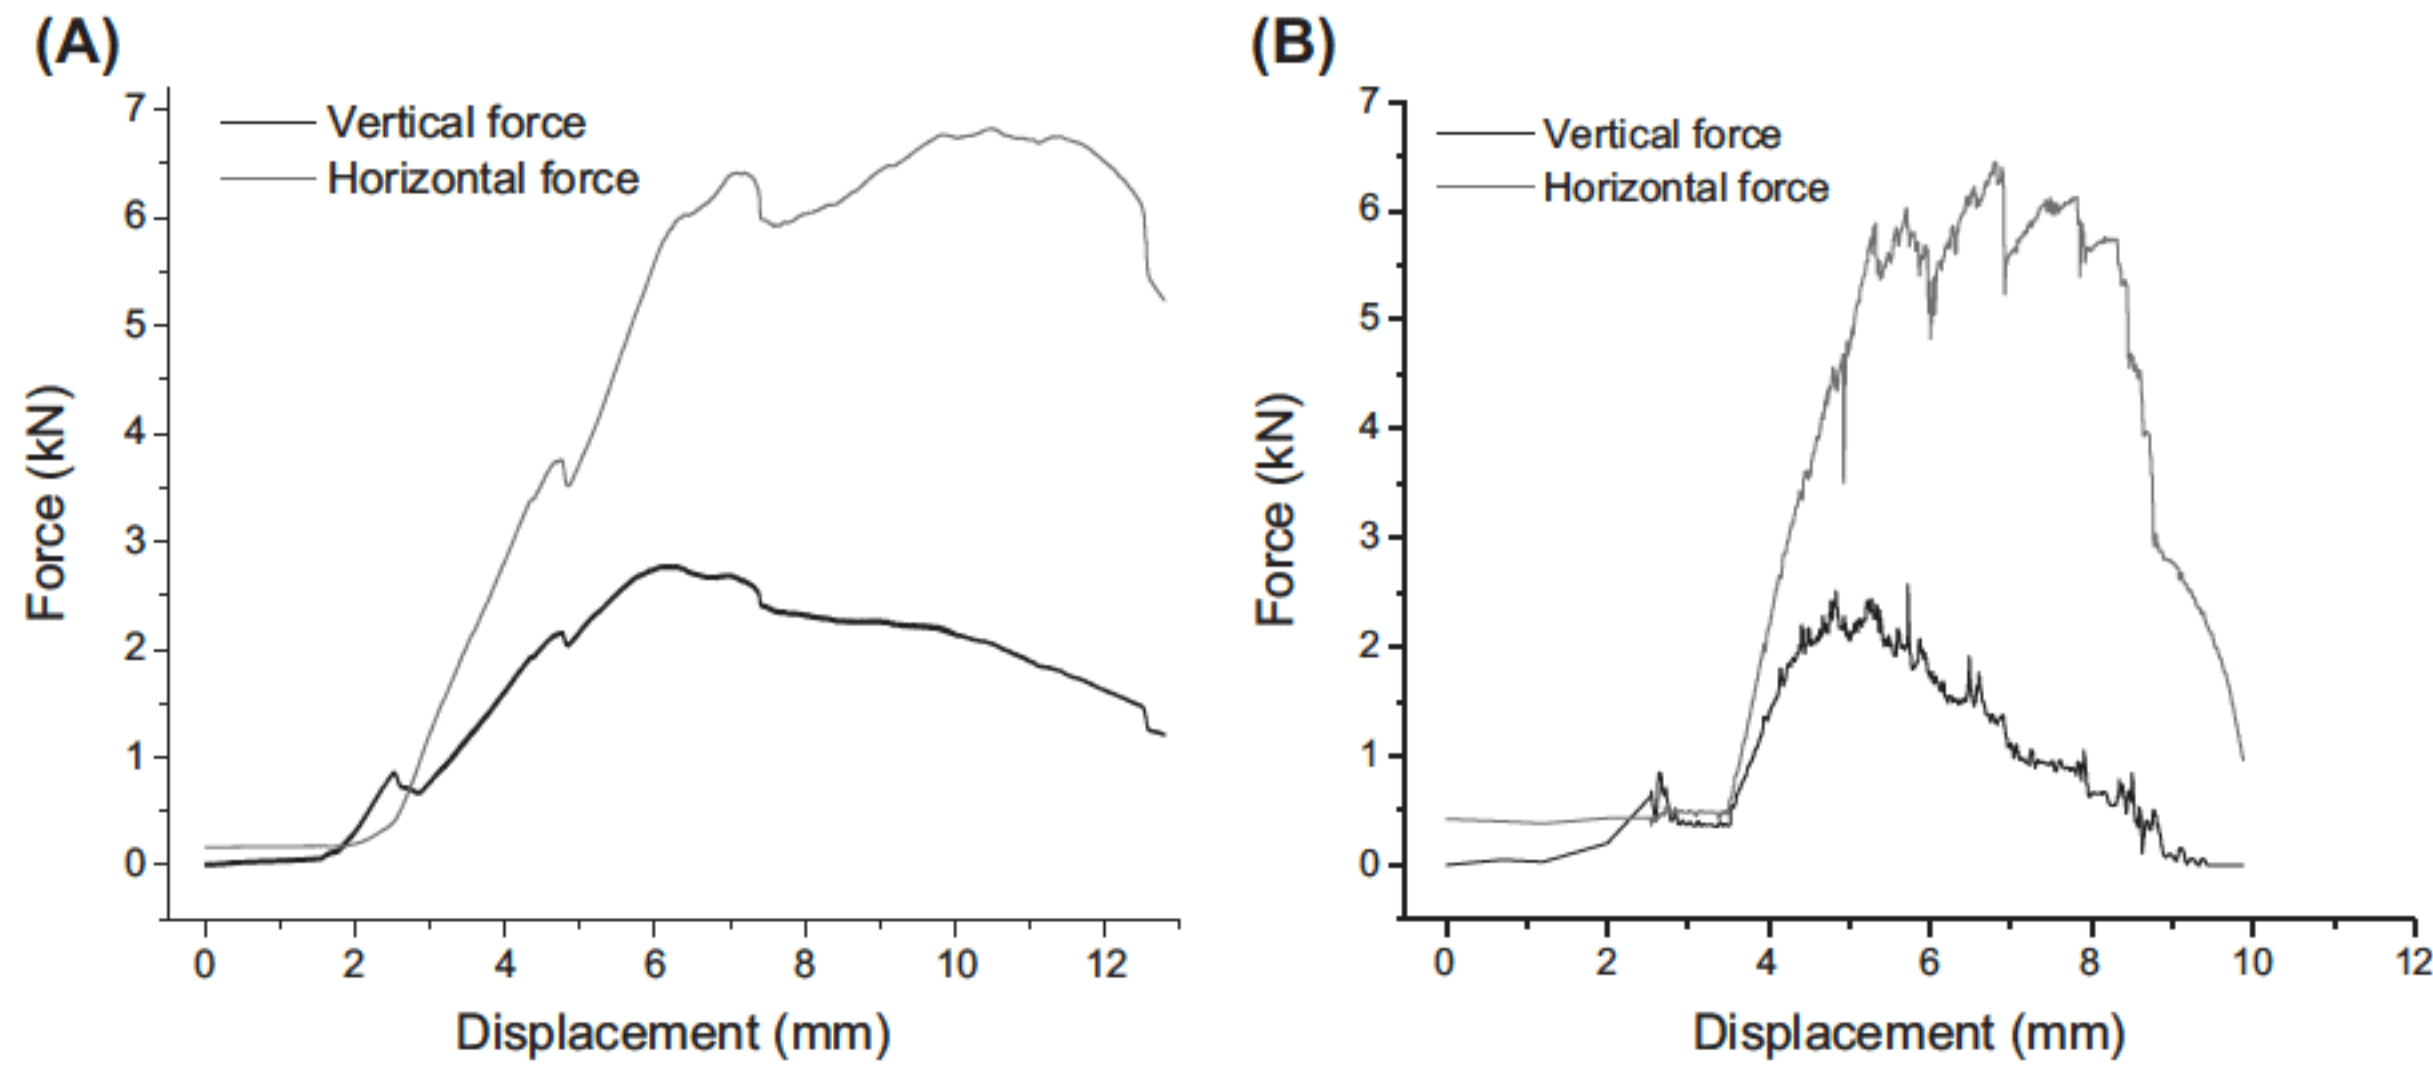 (A)
Vertical force
Horizontal force
Force (kN)
7
6
5
4
3
2
1
0
0 2 4 6 8 10 12
Displacement (mm)
(B)
Vertical force
Horizontal force
Force (kN)
7
6
5
4
3
2
1
0
0 2 4 6 8 10 12
Displacement (mm)